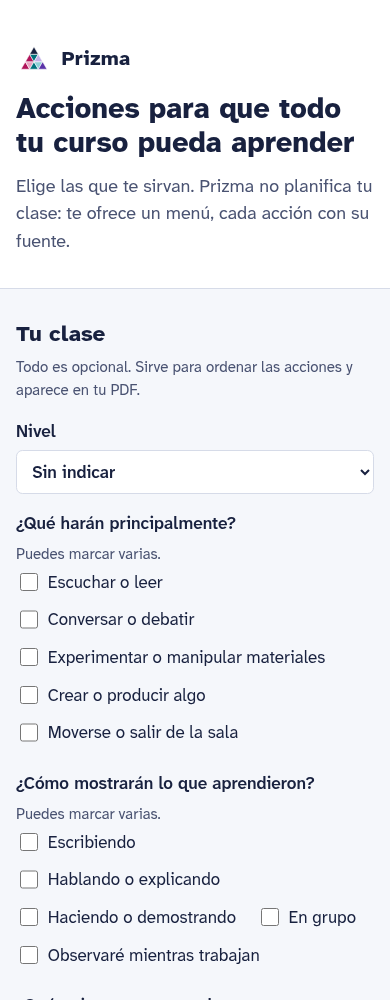 Prizma
Acciones para que todo
tu curso pueda aprender
Elige las que te sirvan. Prizma no planifica tu
clase: te ofrece un menú, cada acción con su
fuente.
Tu clase
Todo es opcional. Sirve para ordenar las acciones y
aparece en tu PDF.
Nivel
Sin indicar
¿Qué harán principalmente?
Puedes marcar varias.
Escuchar o leer
Conversar o debatir
Experimentar o manipular materiales
Crear o producir algo
Moverse o salir de la sala
¿Cómo mostrarán lo que aprendieron?
Puedes marcar varias.
Escribiendo
Hablando o explicando
Haciendo o demostrando En grupo
Observaré mientras trabajan